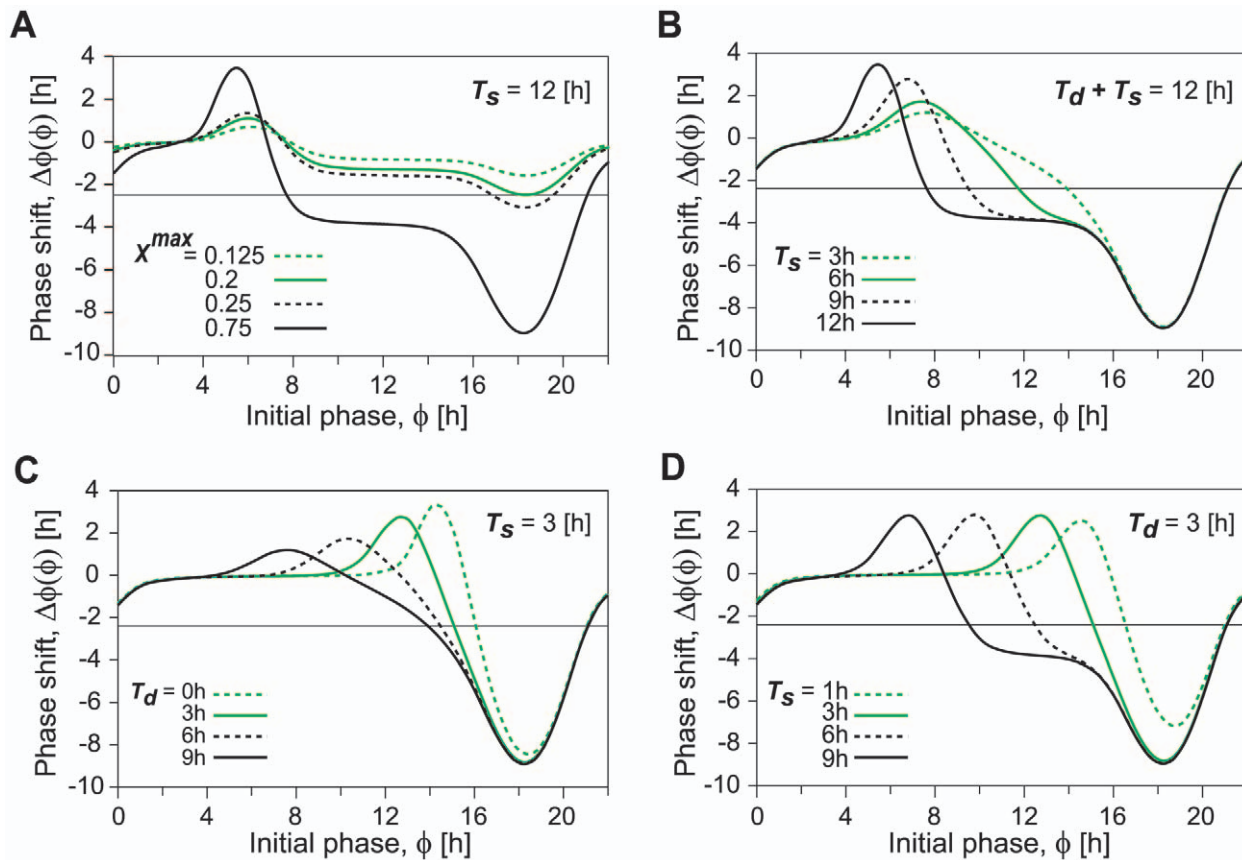 A
Phase shift, Δϕ(ϕ) [h]
4
2
0
-2
-4
-6
-8
-10
T_s = 12 [h]
X^max = 0.125
0.2
0.25
0.75
0 4 8 12 16 20
Initial phase, ϕ [h]
B
Phase shift, Δϕ(ϕ) [h]
4
2
0
-2
-4
-6
-8
-10
T_d + T_s = 12 [h]
T_s = 3h
6h
9h
12h
0 4 8 12 16 20
Initial phase, ϕ [h]
C
Phase shift, Δϕ(ϕ) [h]
4
2
0
-2
-4
-6
-8
-10
T_s = 3 [h]
T_d = 0h
3h
6h
9h
0 4 8 12 16 20
Initial phase, ϕ [h]
D
Phase shift, Δϕ(ϕ) [h]
4
2
0
-2
-4
-6
-8
-10
T_d = 3 [h]
T_s = 1h
3h
6h
9h
0 4 8 12 16 20
Initial phase, ϕ [h]